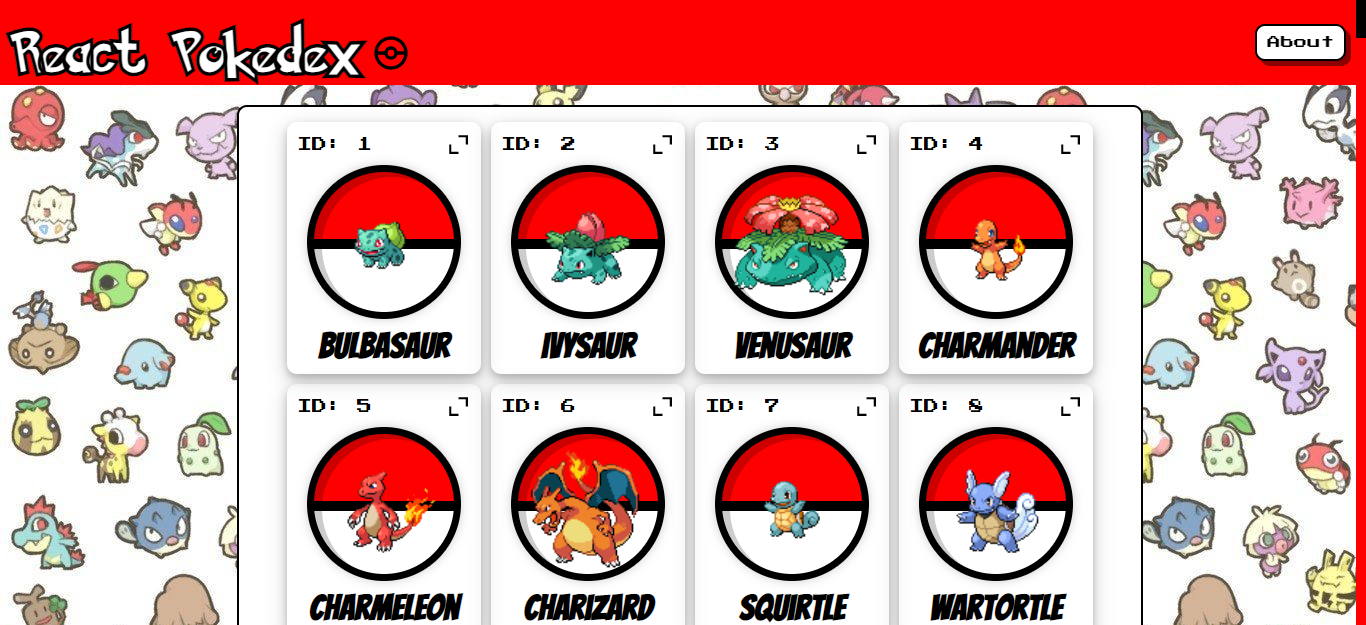 React Pokedex
About
ID: 1
ID: 2
ID: 3
ID: 4
BULBASAUR
IVYSAUR
VENUSAUR
CHARMANDER
ID: 5
ID: 6
ID: 7
ID: 8
CHARMELEON
CHARIZARD
SQUIRTLE
WARTORTLE